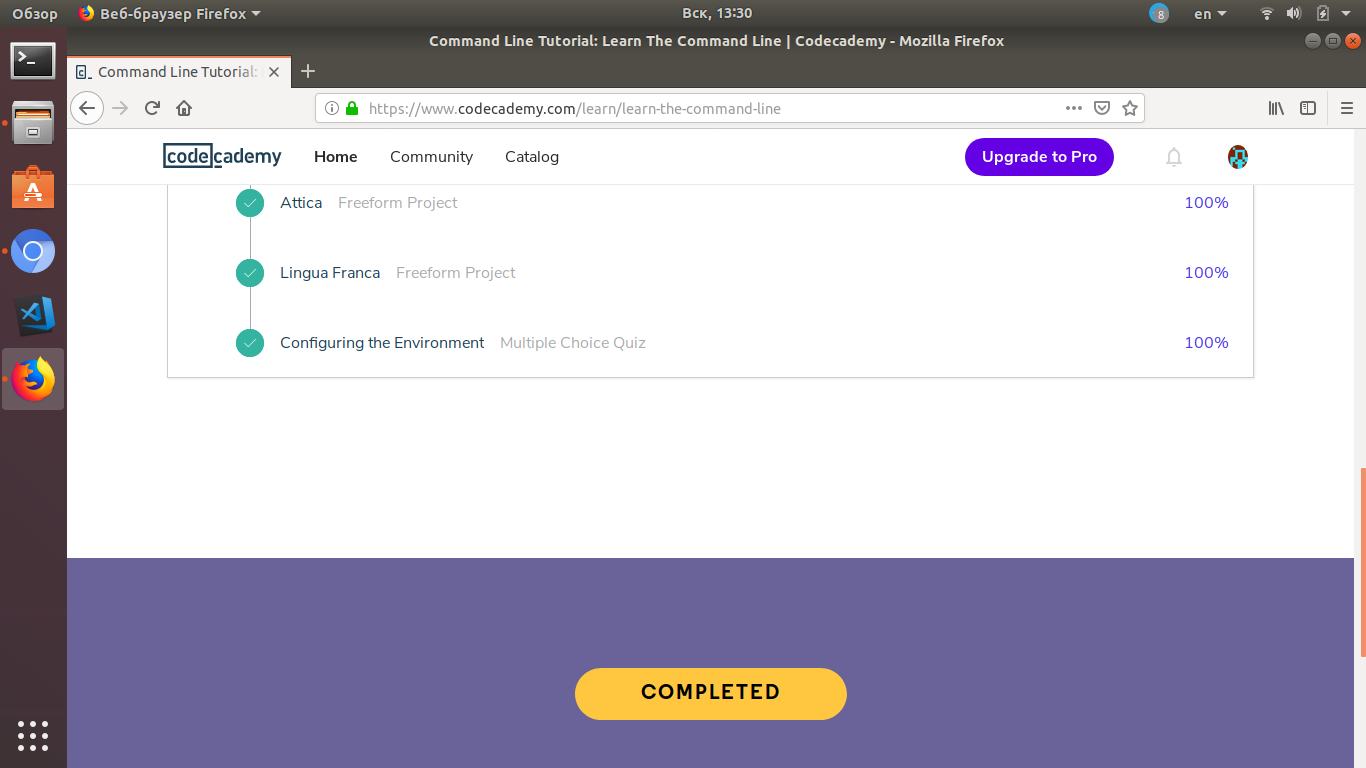 Обзор Веб-браузер Firefox Вск, 13:30 8 en
Command Line Tutorial: Learn The Command Line | Codecademy - Mozilla Firefox
Command Line Tutorial:
https://www.codecademy.com/learn/learn-the-command-line
codecademy Home Community Catalog Upgrade to Pro
Attica Freeform Project 100%
Lingua Franca Freeform Project 100%
Configuring the Environment Multiple Choice Quiz 100%
COMPLETED